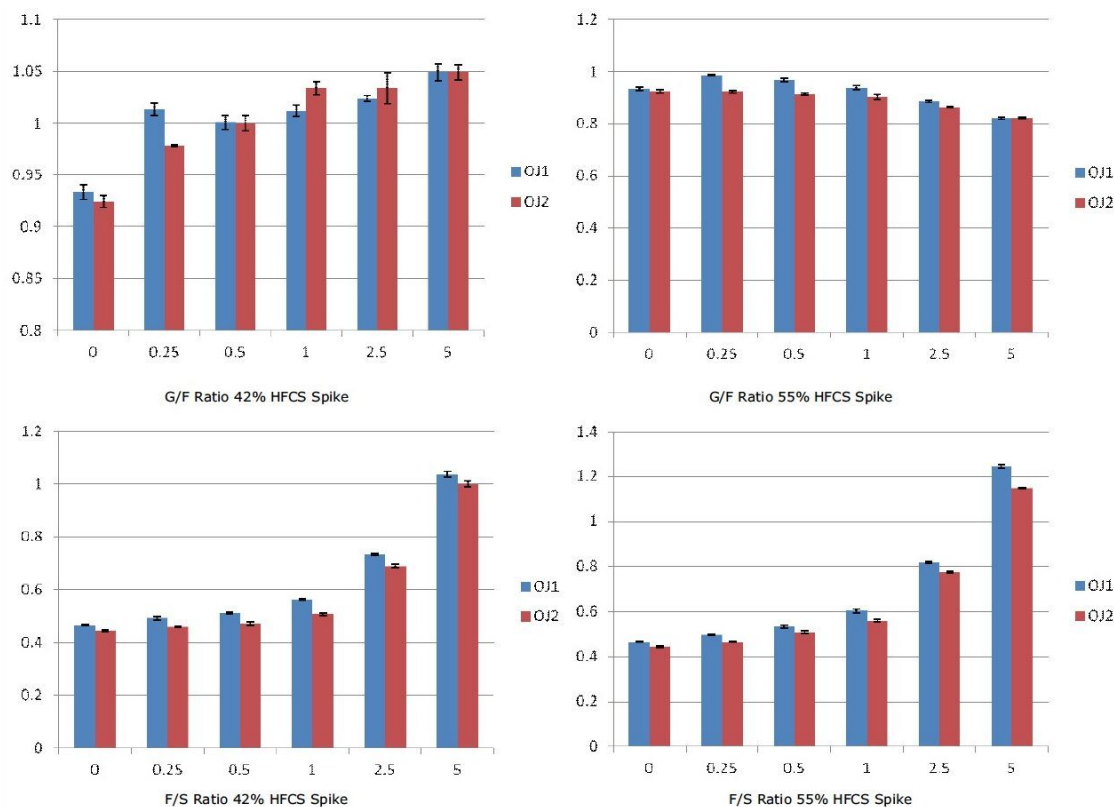 1.1
1.05
1
0.95
0.9
0.85
0.8
0 0.25 0.5 1 2.5 5
OJ1
OJ2
G/F Ratio 42% HFCS Spike
1.2
1
0.8
0.6
0.4
0.2
0
0 0.25 0.5 1 2.5 5
OJ1
OJ2
G/F Ratio 55% HFCS Spike
1.2
1
0.8
0.6
0.4
0.2
0
0 0.25 0.5 1 2.5 5
OJ1
OJ2
F/S Ratio 42% HFCS Spike
1.4
1.2
1
0.8
0.6
0.4
0.2
0
0 0.25 0.5 1 2.5 5
OJ1
OJ2
F/S Ratio 55% HFCS Spike